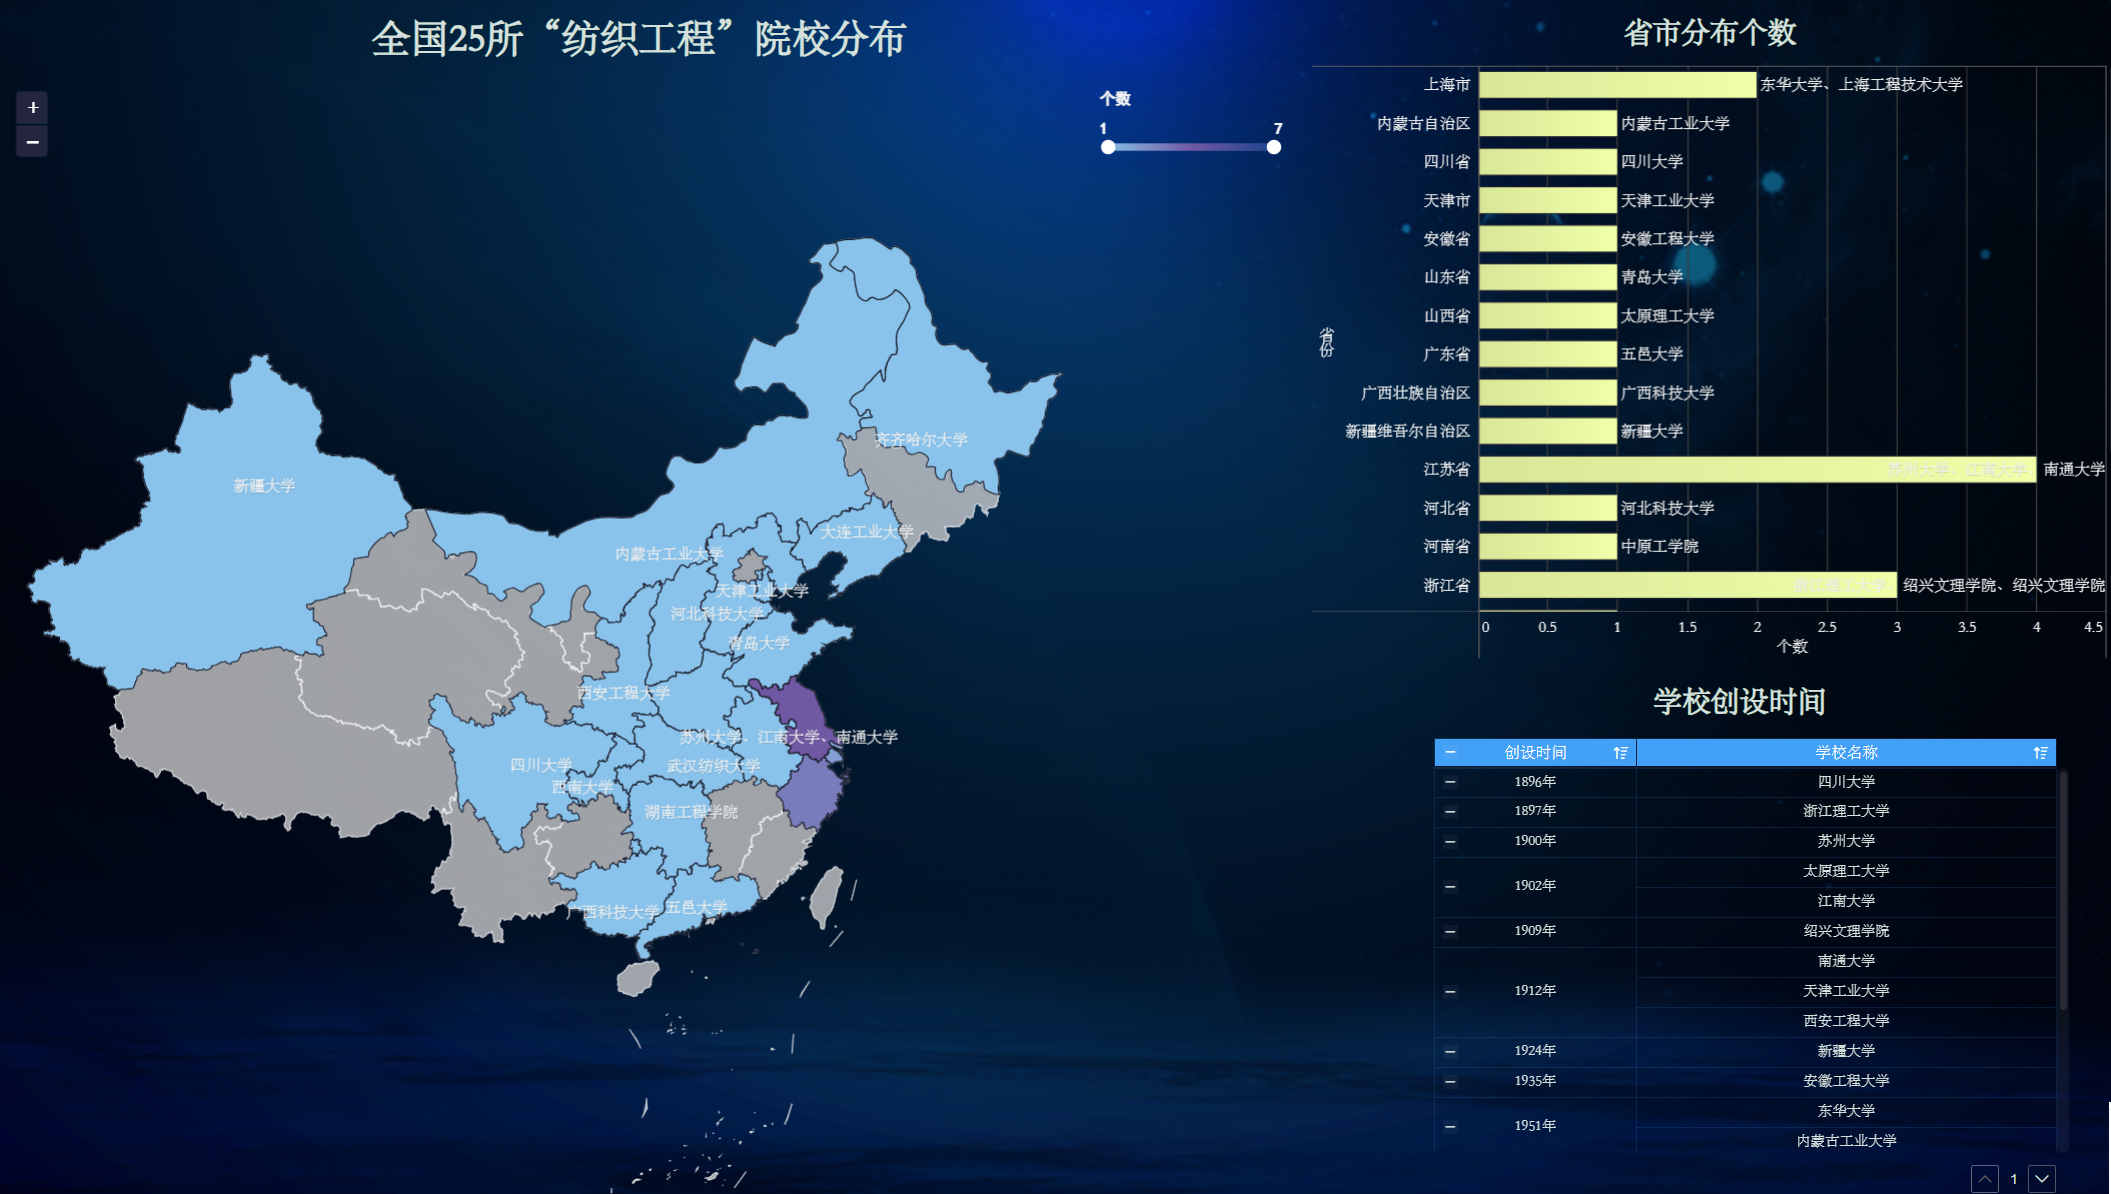 全国25所“纺织工程”院校分布
+
−
个数
1 7
齐齐哈尔大学
新疆大学
大连工业大学
内蒙古工业大学
天津工业大学
河北科技大学
青岛大学
西安工程大学
苏州大学、江南大学、南通大学
四川大学
武汉纺织大学
西南大学
湖南工程学院
广西科技大学
五邑大学
省市分布个数
省份
上海市 东华大学、上海工程技术大学
内蒙古自治区 内蒙古工业大学
四川省 四川大学
天津市 天津工业大学
安徽省 安徽工程大学
山东省 青岛大学
山西省 太原理工大学
广东省 五邑大学
广西壮族自治区 广西科技大学
新疆维吾尔自治区 新疆大学
江苏省 苏州大学、江南大学、南通大学
河北省 河北科技大学
河南省 中原工学院
浙江省 浙江理工大学、绍兴文理学院、绍兴文理学院
0 0.5 1 1.5 2 2.5 3 3.5 4 4.5
个数
学校创设时间
创设时间 学校名称
1896年 四川大学
1897年 浙江理工大学
1900年 苏州大学
1902年 太原理工大学
江南大学
1909年 绍兴文理学院
1912年 南通大学
天津工业大学
西安工程大学
1924年 新疆大学
1935年 安徽工程大学
1951年 东华大学
内蒙古工业大学
1